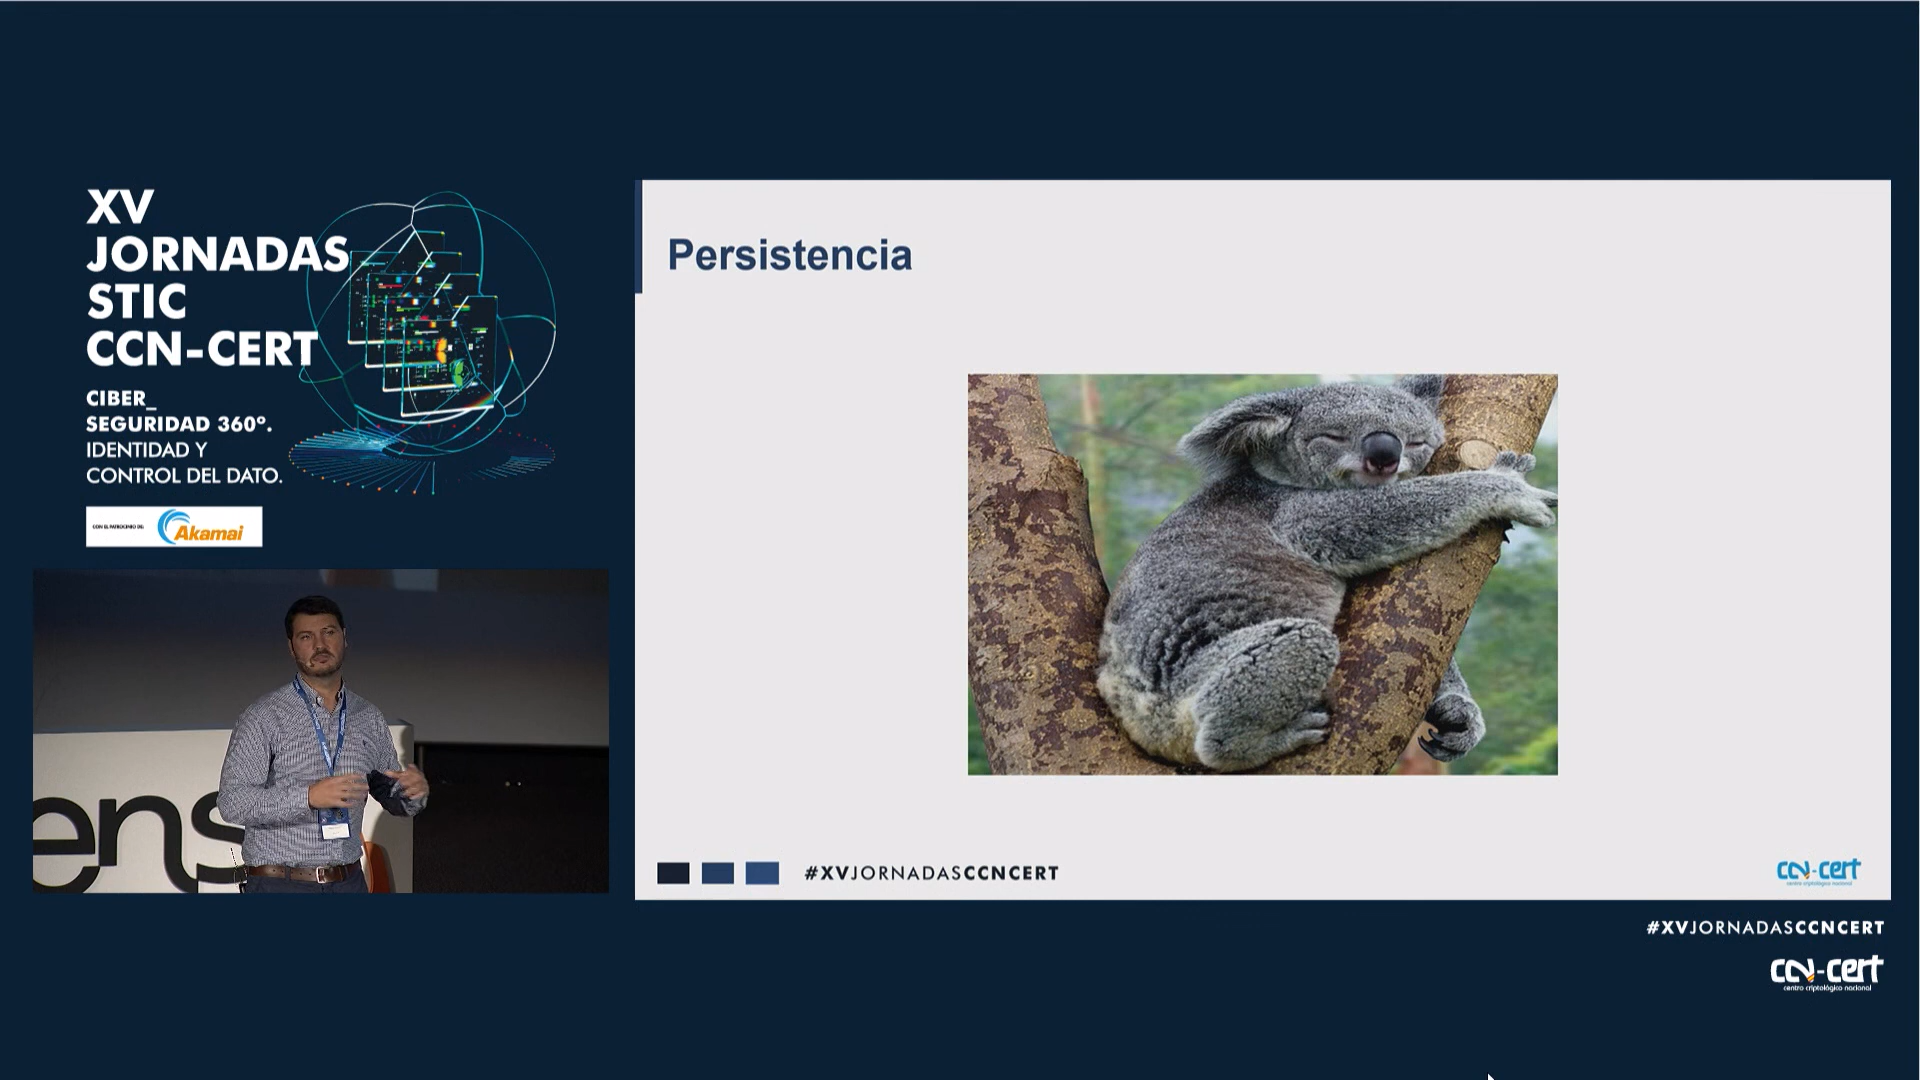 XV
JORNADAS
STIC
CCN-CERT
CIBER_
SEGURIDAD 360º.
IDENTIDAD Y
CONTROL DEL DATO.
CON EL PATROCINIO DE:
Akamai
ens
Persistencia
#XVJORNADASCCNCERT
ccn-cert
centro criptológico nacional
#XVJORNADASCCNCERT
ccn-cert
centro criptológico nacional